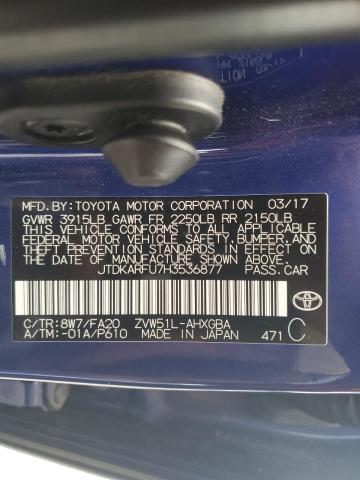 MFD.BY:TOYOTA MOTOR CORPORATION 03/17
GVWR 3915LB GAWR FR 2250LB RR 2150LB
THIS VEHICLE CONFORMS TO ALL APPLICABLE
FEDERAL MOTOR VEHICLE SAFETY,BUMPER,AND
THEFT PREVENTION STANDARDS IN EFFECT ON
THE DATE OF MANUFACTURE SHOWN ABOVE.
JTDKARFU7H3536877 PASS.CAR
C/TR:8W7/FA20 ZVW51L-AHXGBA
A/TM:-01A/P610 MADE IN JAPAN 471 C
TOYOTA